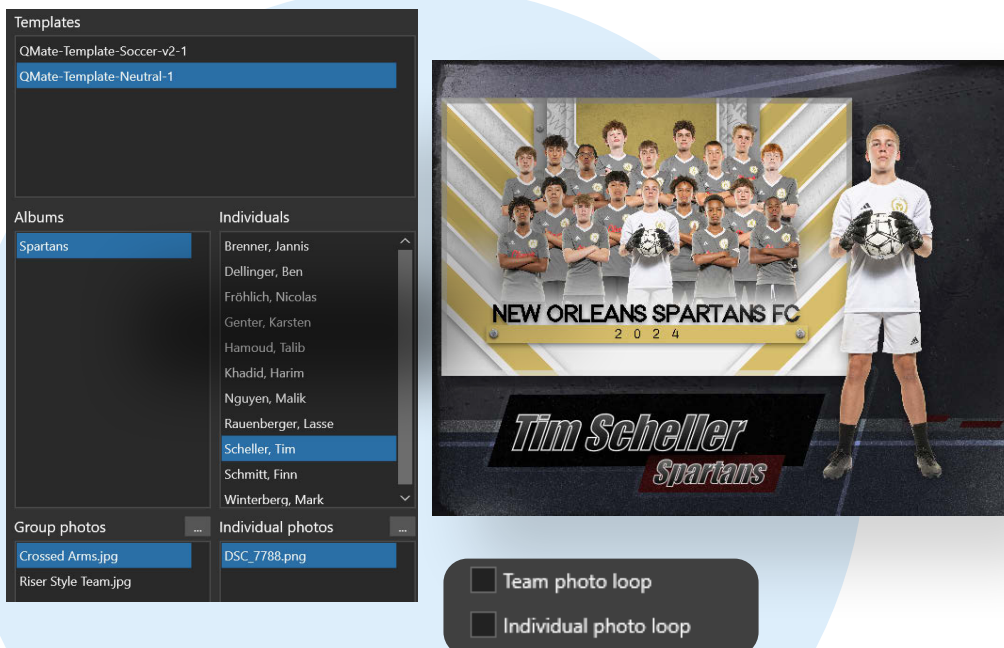 Templates
QMate-Template-Soccer-v2-1
QMate-Template-Neutral-1
Albums
Spartans
Individuals
Brenner, Jannis
Dellinger, Ben
Fröhlich, Nicolas
Genter, Karsten
Hamoud, Talib
Khadid, Harim
Nguyen, Malik
Rauenberger, Lasse
Scheller, Tim
Schmitt, Finn
Winterberg, Mark
Group photos ...
Crossed Arms.jpg
Riser Style Team.jpg
Individual photos ...
DSC_7788.png
NEW ORLEANS SPARTANS FC
2024
Tim Scheller
Spartans
Team photo loop
Individual photo loop